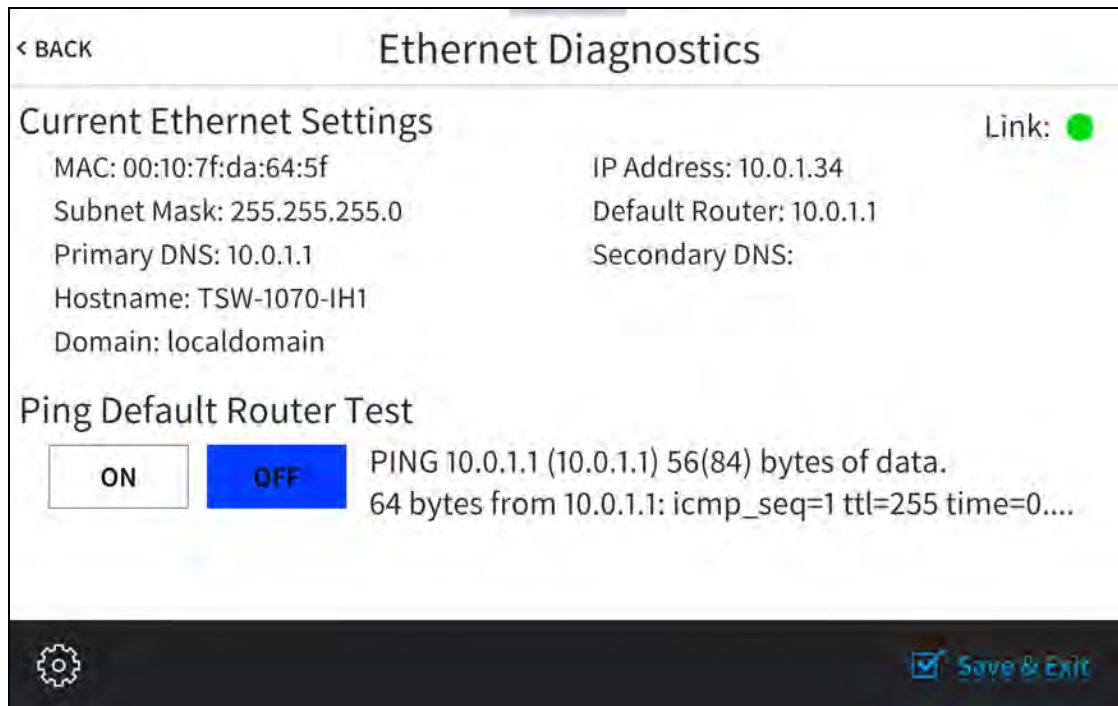 < BACK
Ethernet Diagnostics
Current Ethernet Settings
Link:
MAC: 00:10:7f:da:64:5f
IP Address: 10.0.1.34
Subnet Mask: 255.255.255.0
Default Router: 10.0.1.1
Primary DNS: 10.0.1.1
Secondary DNS:
Hostname: TSW-1070-IH1
Domain: localdomain
Ping Default Router Test
ON
OFF
PING 10.0.1.1 (10.0.1.1) 56(84) bytes of data.
64 bytes from 10.0.1.1: icmp_seq=1 ttl=255 time=0....
Save & Exit